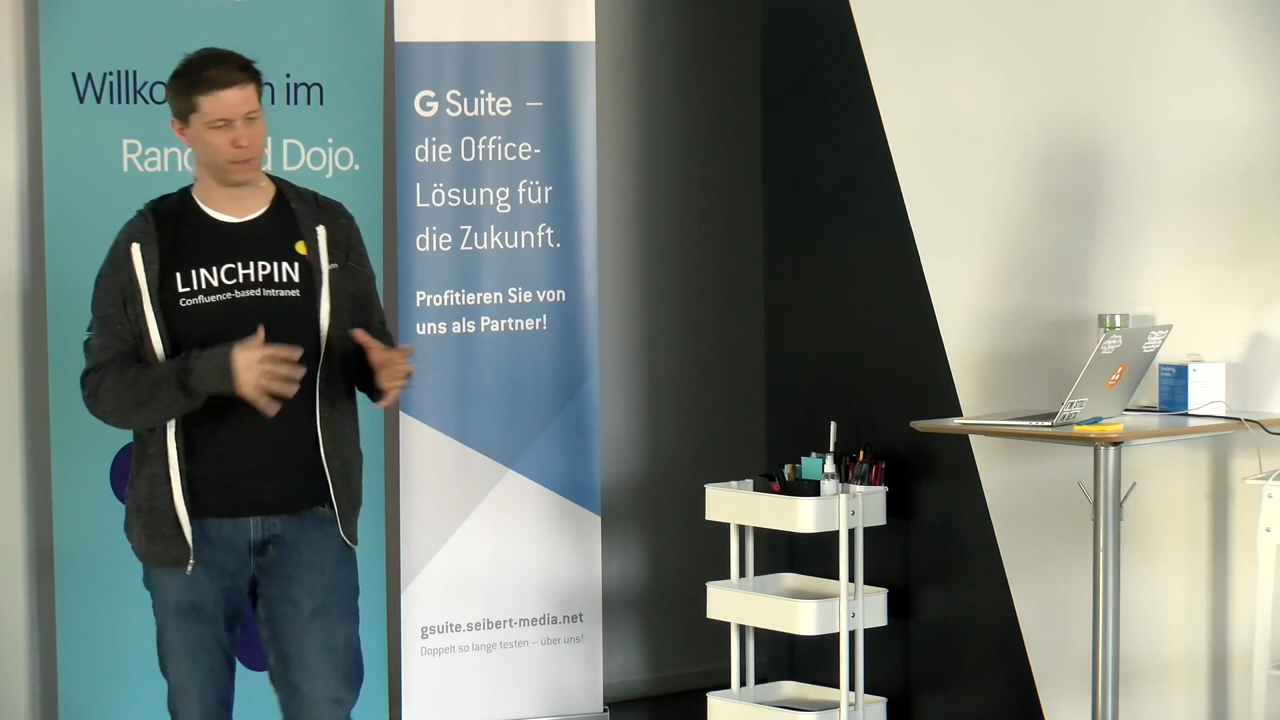 Willko
n im
Ran
d Dojo.
G Suite –
die Office-
Lösung für
die Zukunft.
Profitieren Sie von
uns als Partner!
gsuite.seibert-media.net
Doppelt so lange testen – über uns!
LINCHPIN
Confluence-based Intranet